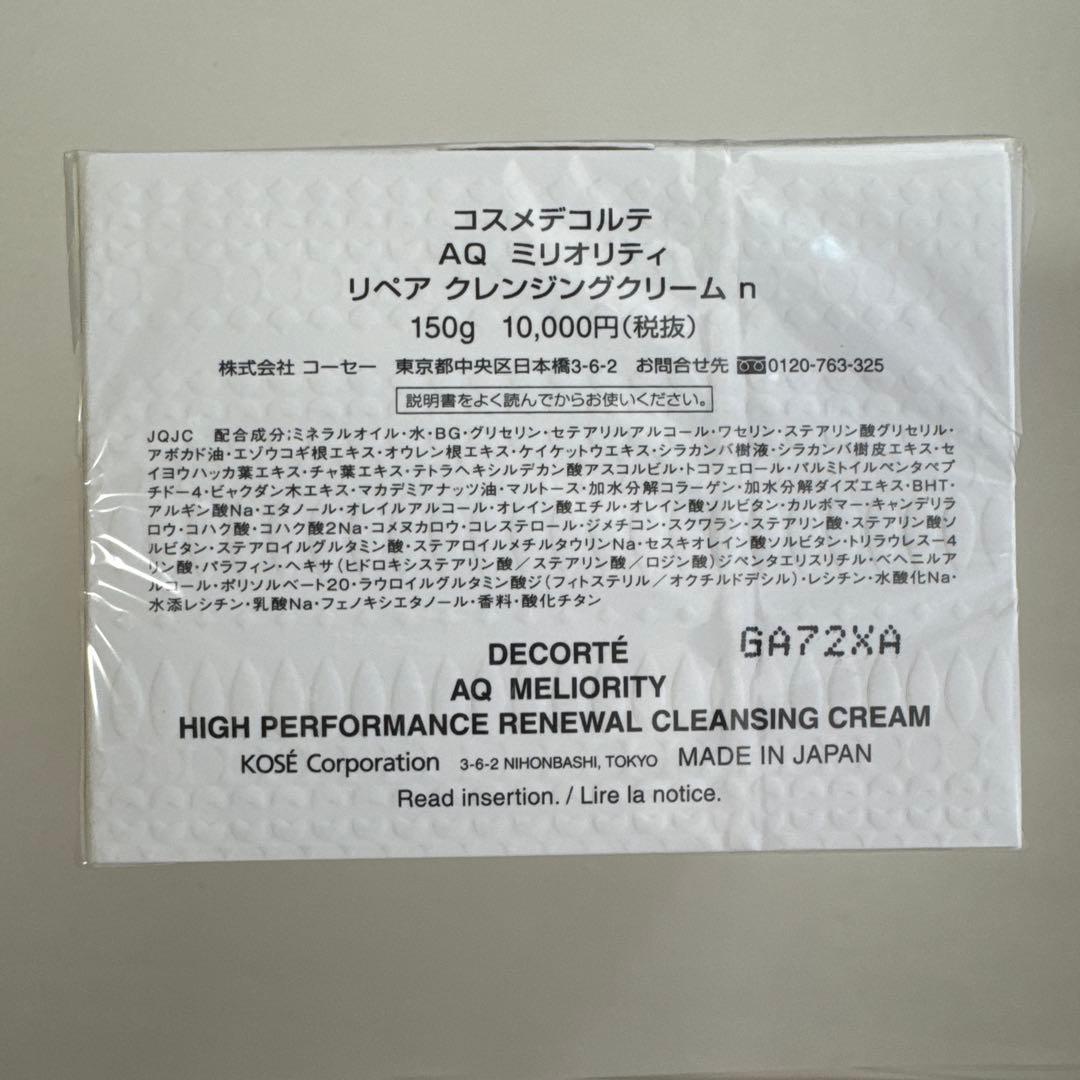 コスメデコルテ
AQ ミリオリティ
リペア クレンジングクリーム n
150g 10,000円(税抜)
株式会社 コーセー 東京都中央区日本橋3-6-2 お問合せ先 0120-763-325
説明書をよく読んでからお使いください。
JQJC 配合成分;ミネラルオイル・水・BG・グリセリン・セテアリルアルコール・ワセリン・ステアリン酸グリセリル・
アボカド油・エゾウコギ根エキス・オウレン根エキス・ケイケットウエキス・シラカンバ樹液・シラカンバ樹皮エキス・セ
イヨウハッカ葉エキス・チャ葉エキス・テトラヘキシルデカン酸アスコルビル・トコフェロール・パルミトイルペンタペプ
チドー4・ビャクダン木エキス・マカデミアナッツ油・マルトース・加水分解コラーゲン・加水分解ダイズエキス・BHT・
アルギン酸Na・エタノール・オレイルアルコール・オレイン酸エチル・オレイン酸ソルビタン・カルボマー・キャンデリラ
ロウ・コハク酸・コハク酸2Na・コメヌカロウ・コレステロール・ジメチコン・スクワラン・ステアリン酸・ステアリン酸ソ
ルビタン・ステアロイルグルタミン酸・ステアロイルメチルタウリンNa・セスキオレイン酸ソルビタン・トリラウレスー4
リン酸・パラフィン・ヘキサ(ヒドロキシステアリン酸／ステアリン酸／ロジン酸)ジペンタエリスリチル・ベヘニルア
ルコール・ポリソルベート20・ラウロイルグルタミン酸ジ(フィトステリル／オクチルドデシル)・レシチン・水酸化Na・
水添レシチン・乳酸Na・フェノキシエタノール・香料・酸化チタン
GA72XA
DECORTÉ
AQ MELIORITY
HIGH PERFORMANCE RENEWAL CLEANSING CREAM
KOSÉ Corporation 3-6-2 NIHONBASHI, TOKYO MADE IN JAPAN
Read insertion. / Lire la notice.